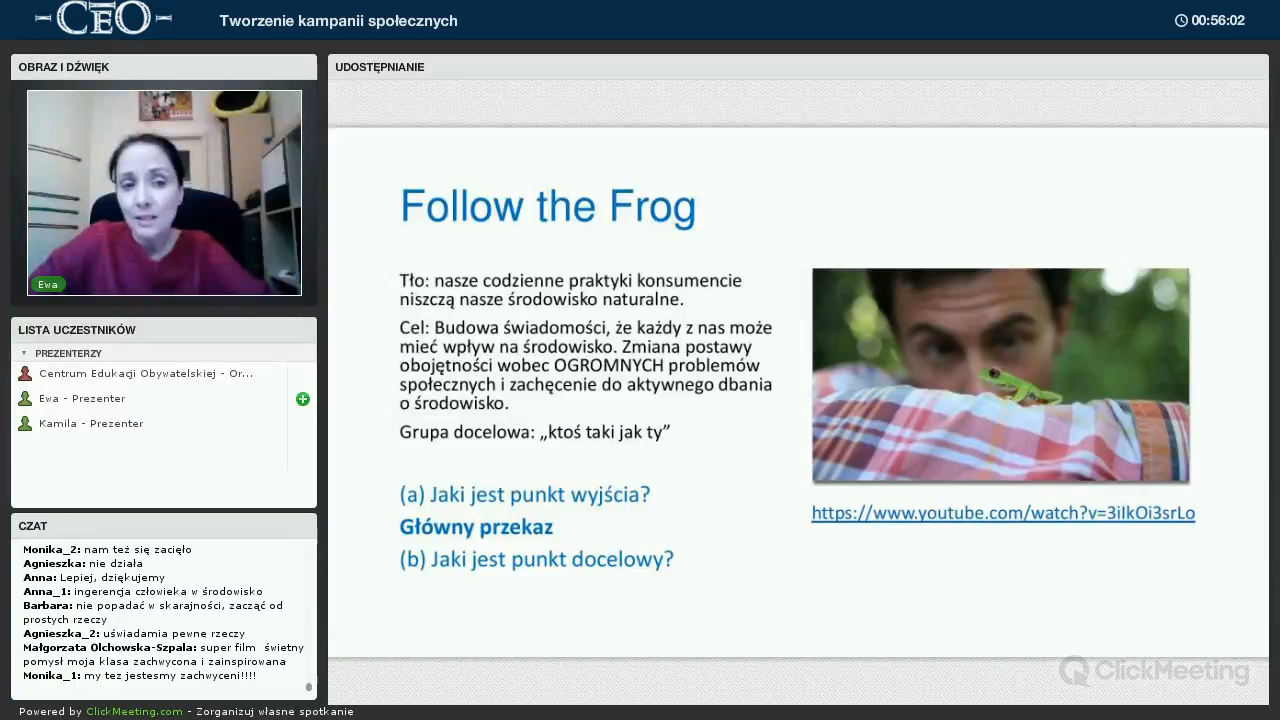 CEO
Tworzenie kampanii społecznych
00:56:02
OBRAZ I DŹWIĘK
Ewa
LISTA UCZESTNIKÓW
PREZENTERZY
Centrum Edukacji Obywatelskiej - Or...
Ewa - Prezenter
Kamila - Prezenter
CZAT
Monika_2: nam też się zacięło
Agnieszka: nie działa
Anna: Lepiej, dziękujemy
Anna_1: ingerencja człowieka w środowisko
Barbara: nie popadać w skarajności, zacząć od
prostych rzeczy
Agnieszka_2: uświadamia pewne rzeczy
Małgorzata Olchowska-Szpala: super film świetny
pomysł moja klasa zachwycona i zainspirowana
Monika_1: my tez jestesmy zachwyceni!!!!
UDOSTĘPNIANIE
Follow the Frog
Tło: nasze codzienne praktyki konsumencie
niszczą nasze środowisko naturalne.
Cel: Budowa świadomości, że każdy z nas może
mieć wpływ na środowisko. Zmiana postawy
obojętności wobec OGROMNYCH problemów
społecznych i zachęcenie do aktywnego dbania
o środowisko.
Grupa docelowa: „ktoś taki jak ty”
(a) Jaki jest punkt wyjścia?
Główny przekaz
(b) Jaki jest punkt docelowy?
https://www.youtube.com/watch?v=3iIkOi3srLo
ClickMeeting
Powered by ClickMeeting.com - Zorganizuj własne spotkanie